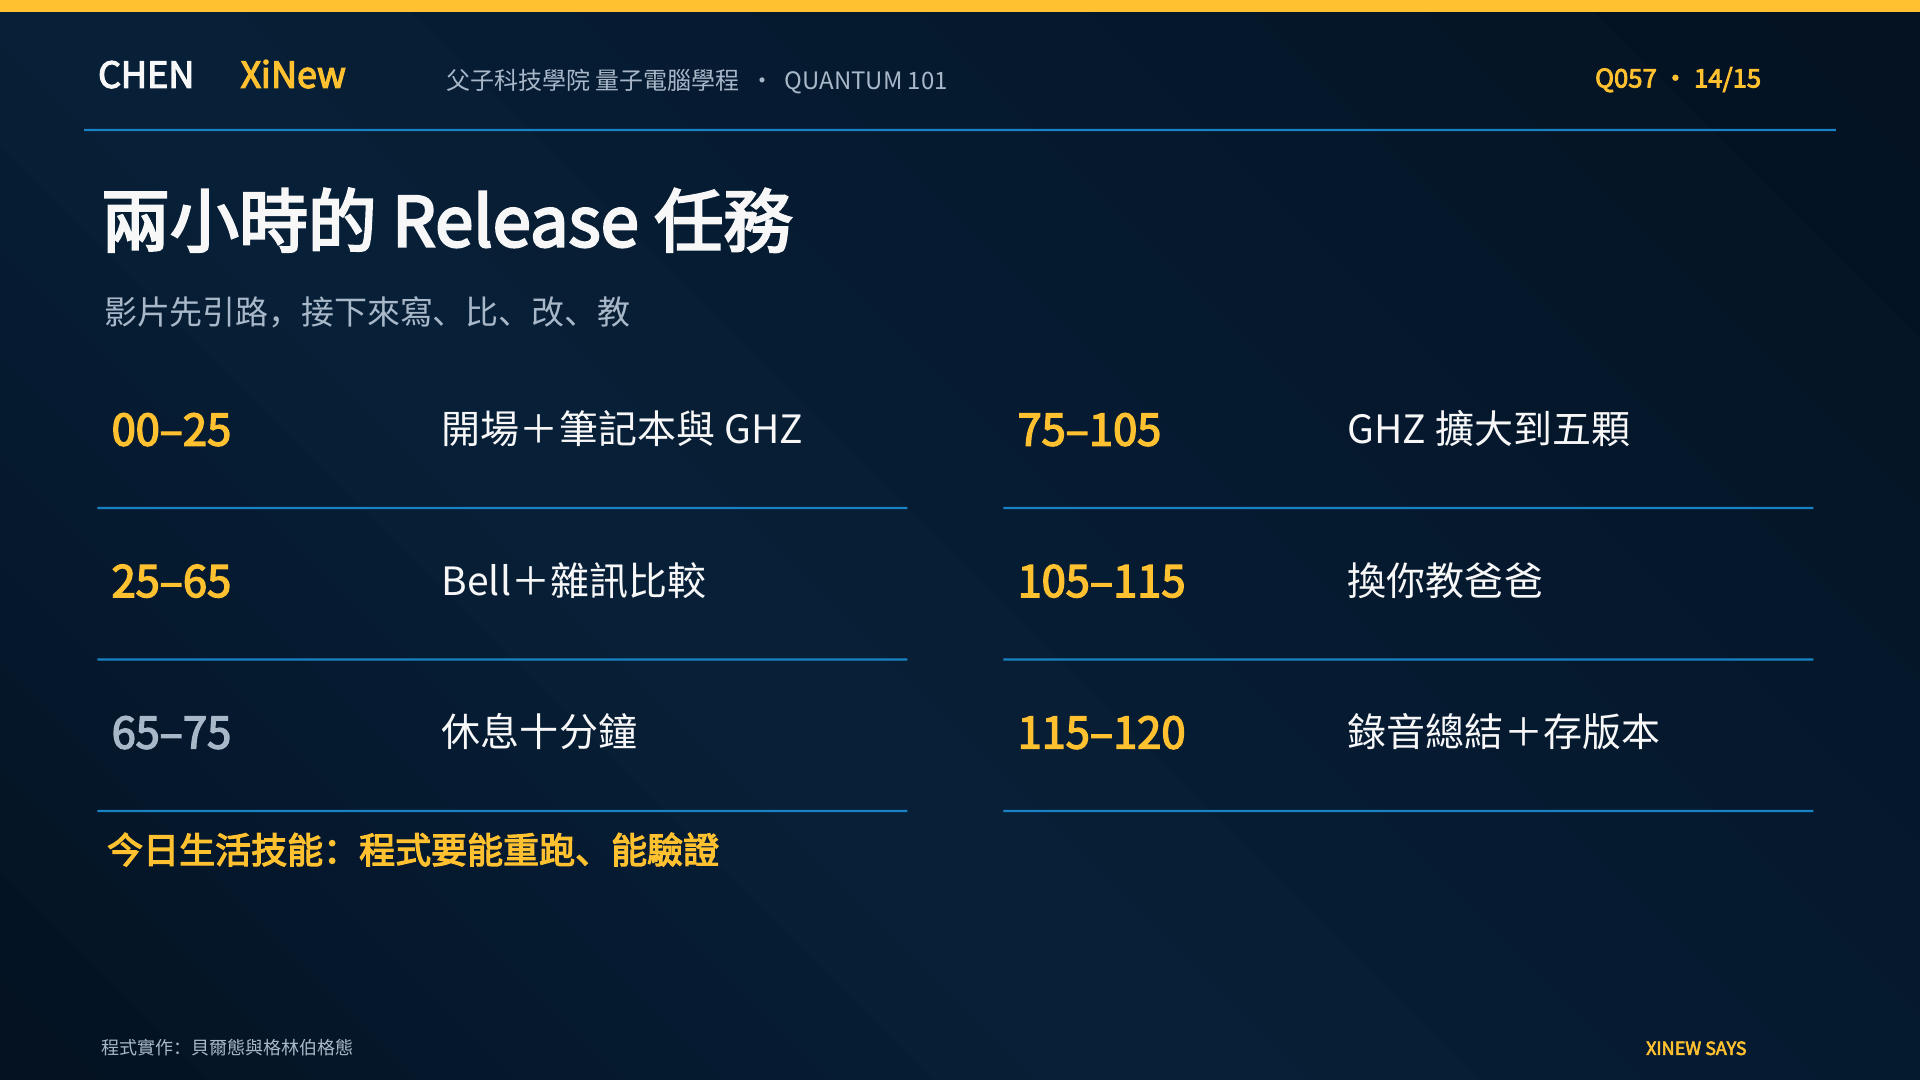 CHEN XiNew 父子科技學院 量子電腦學程 · QUANTUM 101 Q057 · 14/15
兩小時的 Release 任務
影片先引路，接下來寫、比、改、教
00–25 開場＋筆記本與 GHZ
25–65 Bell＋雜訊比較
65–75 休息十分鐘
75–105 GHZ 擴大到五顆
105–115 換你教爸爸
115–120 錄音總結＋存版本
今日生活技能：程式要能重跑、能驗證
程式實作：貝爾態與格林伯格態 XINEW SAYS